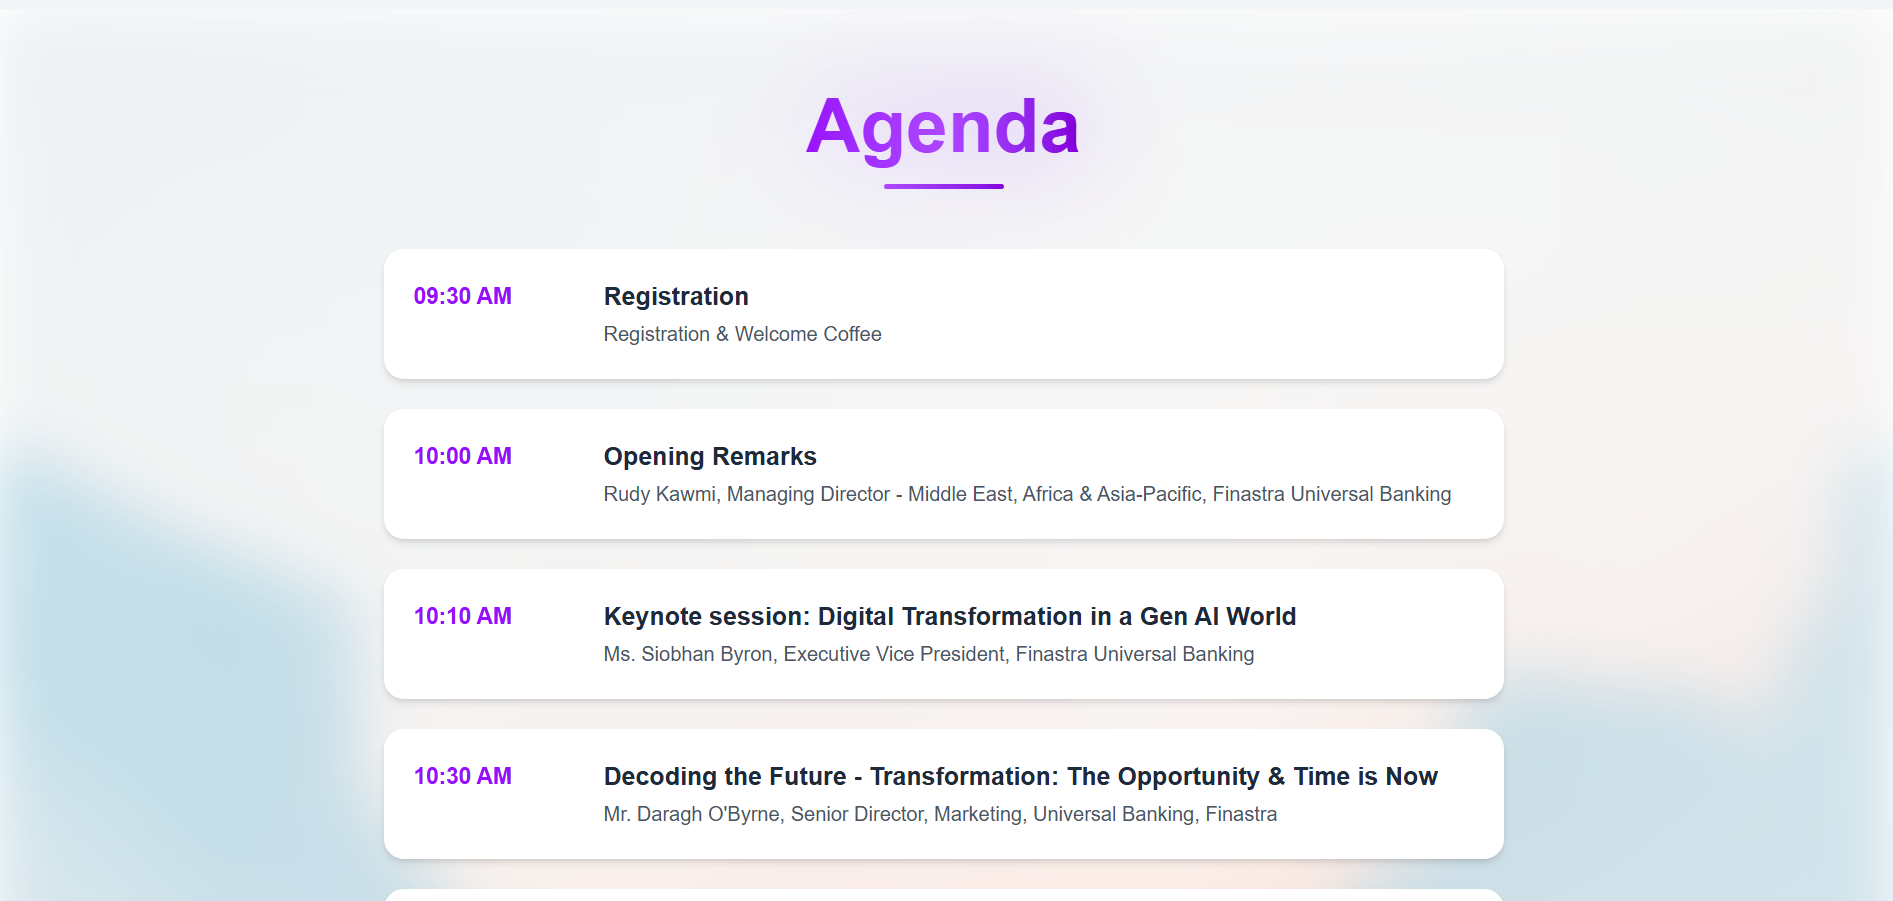 Agenda
09:30 AM
Registration
Registration & Welcome Coffee
10:00 AM
Opening Remarks
Rudy Kawmi, Managing Director - Middle East, Africa & Asia-Pacific, Finastra Universal Banking
10:10 AM
Keynote session: Digital Transformation in a Gen AI World
Ms. Siobhan Byron, Executive Vice President, Finastra Universal Banking
10:30 AM
Decoding the Future - Transformation: The Opportunity & Time is Now
Mr. Daragh O'Byrne, Senior Director, Marketing, Universal Banking, Finastra